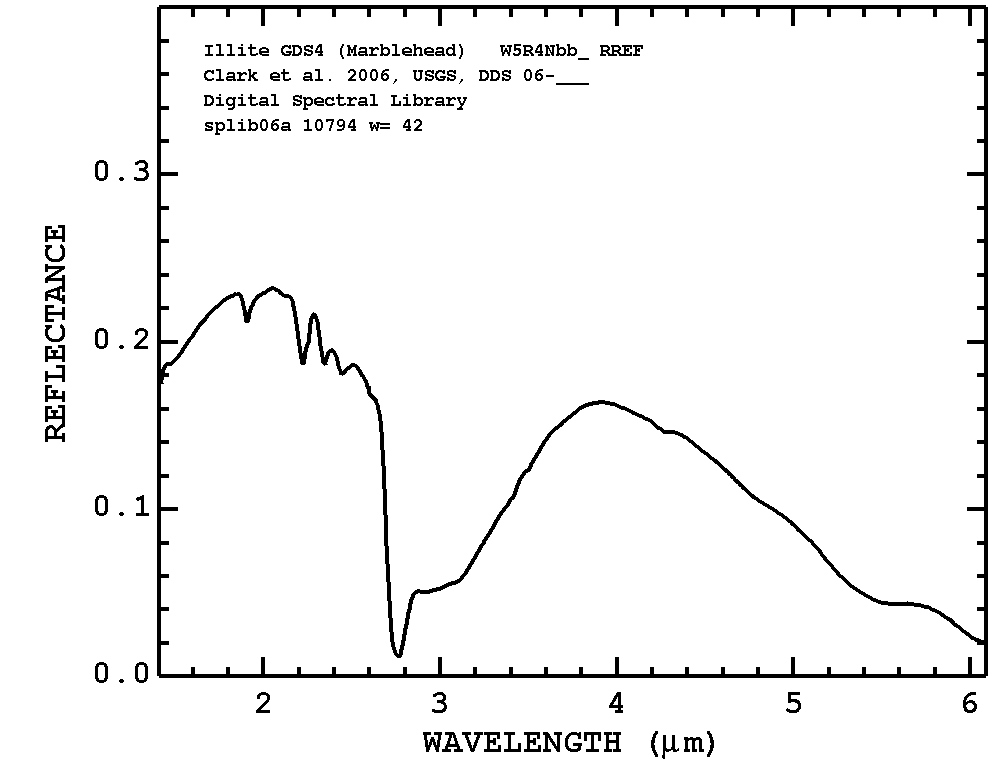 Illite GDS4 (Marblehead) W5R4Nbb_ RREF
Clark et al. 2006, USGS, DDS 06-___
Digital Spectral Library
splib06a 10794 w= 42
REFLECTANCE
0.3
0.2
0.1
0.0
2 3 4 5 6
WAVELENGTH (μm)